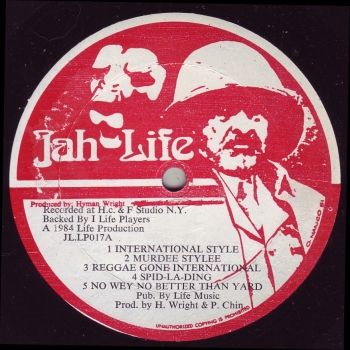 Jah Life
Produced by: Hyman Wright
Recorded at H.c. & F Studio N.Y.
Backed By I Life Players
A 1984 Life Production
JL.LP017A
1 INTERNATIONAL STYLE
2 MURDEE STYLEE
3 REGGAE GONE INTERNATIONAL
4 SPID-LA-DING
5 NO WEY NO BETTER THAN YARD
Pub. By Life Music
Prod. by H. Wright & P. Chin
UNAUTHORIZED COPYING IS PROHIBITED